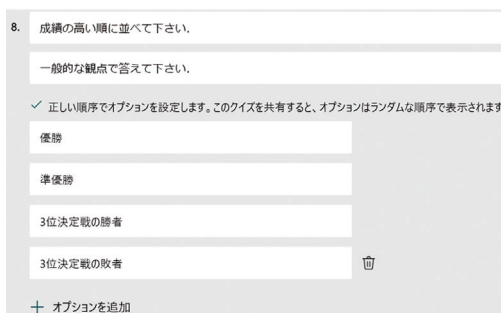 8. 成績の高い順に並べて下さい.
一般的な観点で答えて下さい.
✓ 正しい順序でオプションを設定します。このクイズを共有すると、オプションはランダムな順序で表示されます
優勝
準優勝
3位決定戦の勝者
3位決定戦の敗者
+ オプションを追加